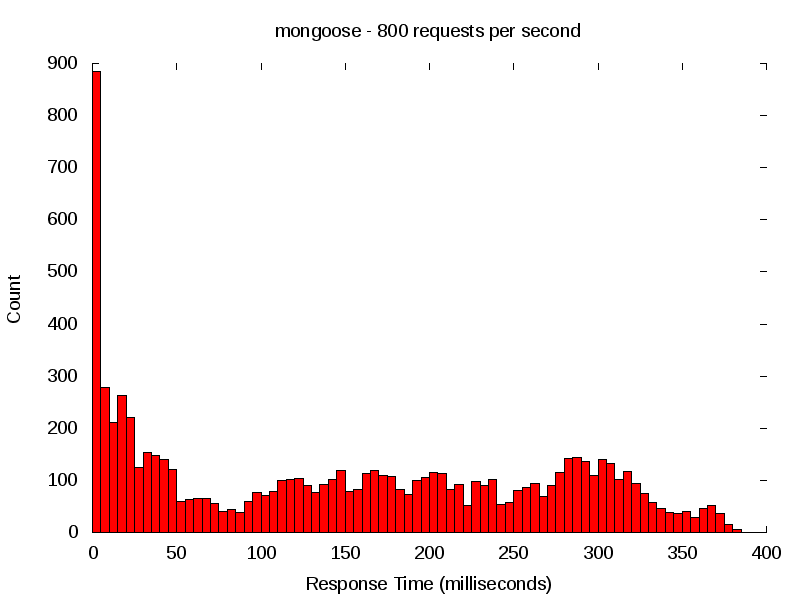 mongoose - 800 requests per second
900
800
700
600
500
400
300
200
100
0
Count
0 50 100 150 200 250 300 350 400
Response Time (milliseconds)